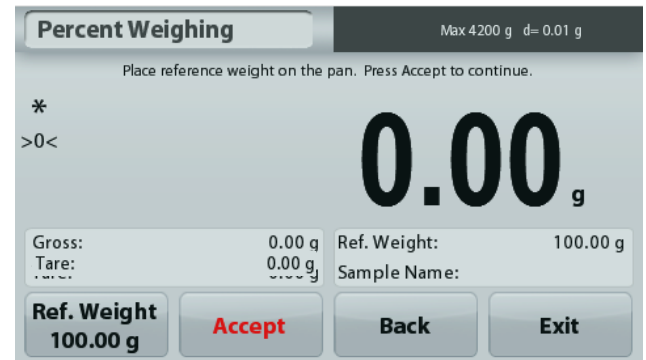 Percent Weighing
Max 4200 g d= 0.01 g
Place reference weight on the pan. Press Accept to continue.
*
>0<
0.00 g
Gross: 0.00 g
Tare: 0.00 g
Ref. Weight: 100.00 g
Sample Name:
Ref. Weight
100.00 g
Accept
Back
Exit